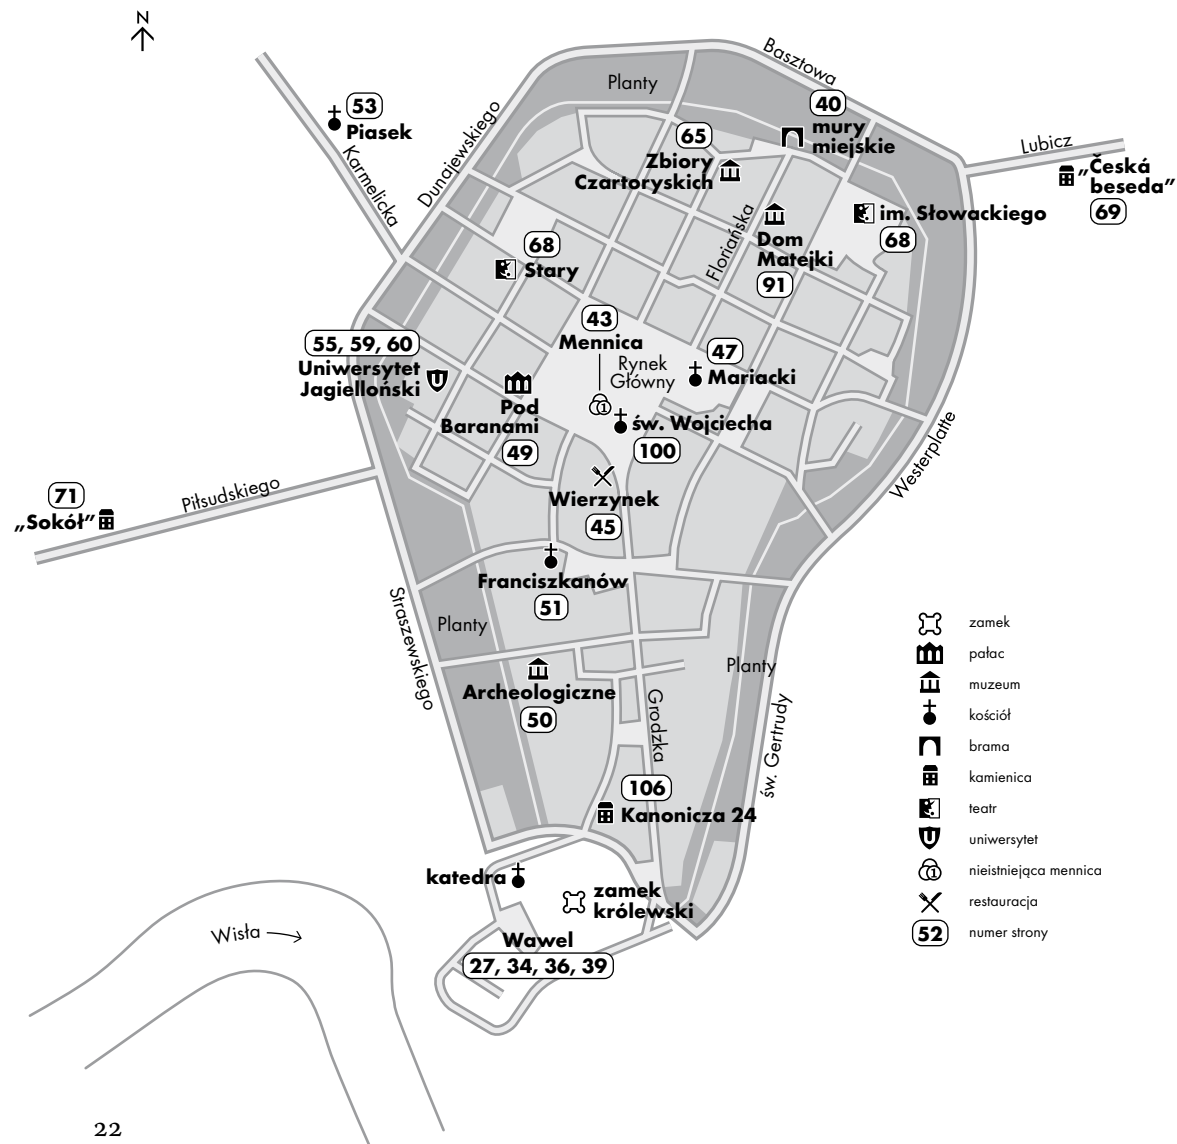 N
Basztowa
Planty
53
Piasek
40
mury
miejskie
Dunajewskiego
Karmelicka
65
Zbiory
Czartoryskich
Lubicz
„Česká
beseda”
69
im. Słowackiego
68
Floriańska
Dom
Matejki
91
68
Stary
43
Mennica
Rynek
Główny
1
47
Mariacki
55, 59, 60
Uniwersytet
Jagielloński
U
Pod
Baranami
49
św. Wojciecha
100
Westerplatte
71
„Sokół”
Piłsudskiego
Wierzynek
45
Franciszkanów
51
Straszewskiego
Planty
Planty
Archeologiczne
50
Grodzka
św. Gertrudy
106
Kanonicza 24
katedra
zamek
królewski
Wawel
27, 34, 36, 39
Wisła
zamek
pałac
muzeum
kościół
brama
kamienica
teatr
U uniwersytet
1 nieistniejąca mennica
restauracja
52 numer strony
22